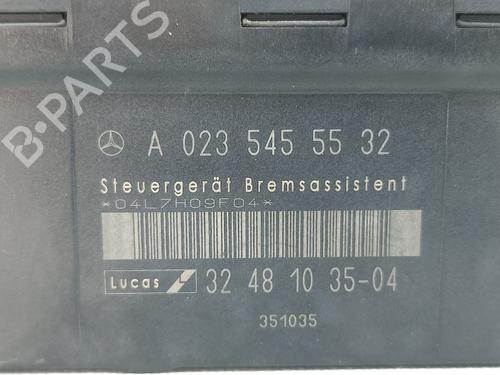 B-PARTS
A 023 545 55 32
Steuergerät Bremsassistent
*04L7H09F04*
Lucas 32 48 10 35-04
351035